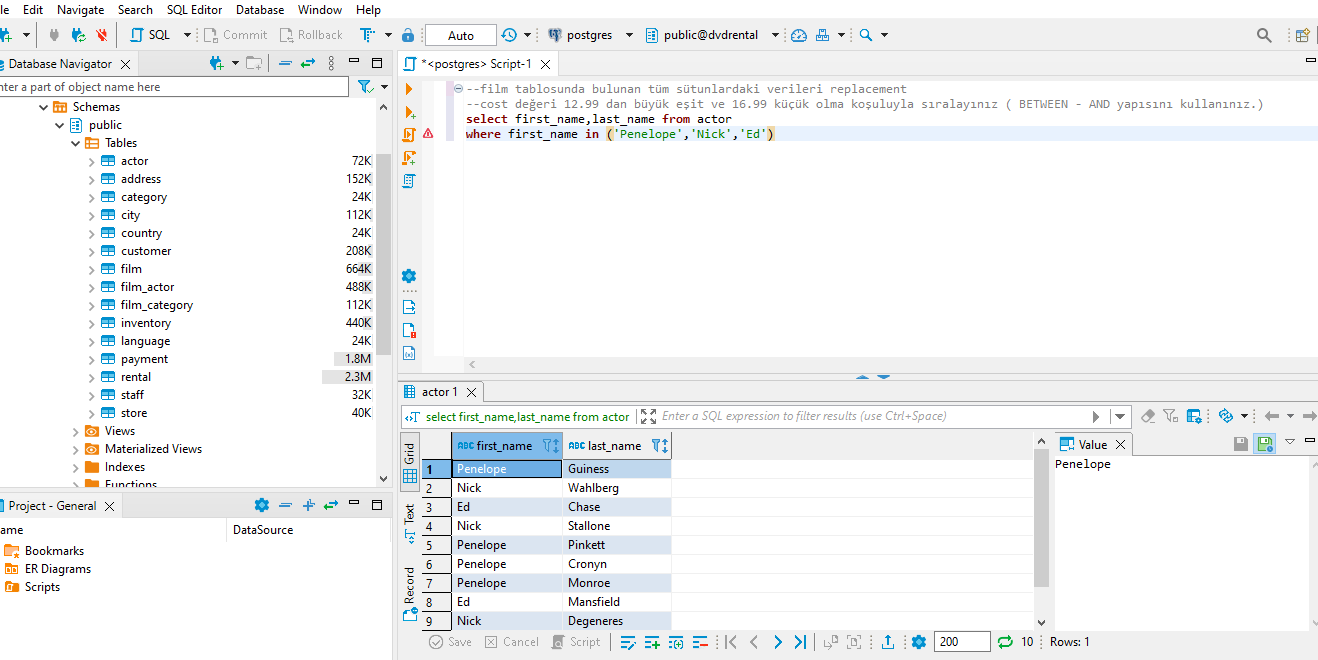 le Edit Navigate Search SQL Editor Database Window Help
SQL Commit Rollback Auto postgres public@dvdrental
Database Navigator
nter a part of object name here
Schemas
public
Tables
actor 72K
address 152K
category 24K
city 112K
country 24K
customer 208K
film 664K
film_actor 488K
film_category 112K
inventory 440K
language 24K
payment 1.8M
rental 2.3M
staff 32K
store 40K
Views
Materialized Views
Indexes
Functions
Project - General
ame DataSource
Bookmarks
ER Diagrams
Scripts
*<postgres> Script-1
--film tablosunda bulunan tüm sütunlardaki verileri replacement
--cost değeri 12.99 dan büyük eşit ve 16.99 küçük olma koşuluyla sıralayınız ( BETWEEN - AND yapısını kullanınız.)
select first_name,last_name from actor
where first_name in ('Penelope','Nick','Ed')
actor 1
select first_name,last_name from actor Enter a SQL expression to filter results (use Ctrl+Space)
Grid
Text
Record
ABC first_name ABC last_name
1 Penelope Guiness
2 Nick Wahlberg
3 Ed Chase
4 Nick Stallone
5 Penelope Pinkett
6 Penelope Cronyn
7 Penelope Monroe
8 Ed Mansfield
9 Nick Degeneres
Value
Penelope
Save Cancel Script 200 10 Rows: 1